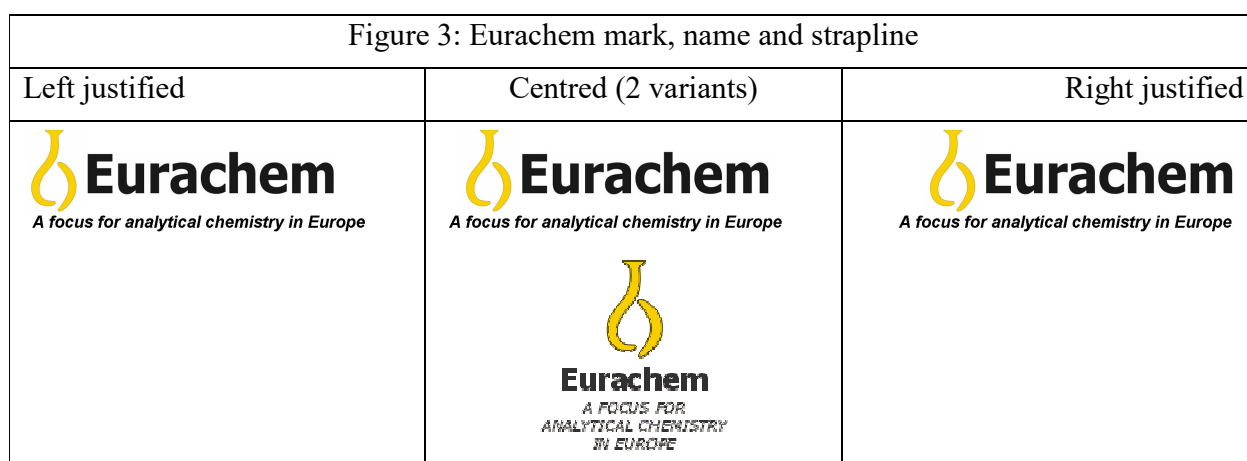 Figure 3: Eurachem mark, name and strapline
Left justified
Centred (2 variants)
Right justified
Eurachem
A focus for analytical chemistry in Europe
Eurachem
A focus for analytical chemistry in Europe
Eurachem
A FOCUS FOR
ANALYTICAL CHEMISTRY
IN EUROPE
Eurachem
A focus for analytical chemistry in Europe